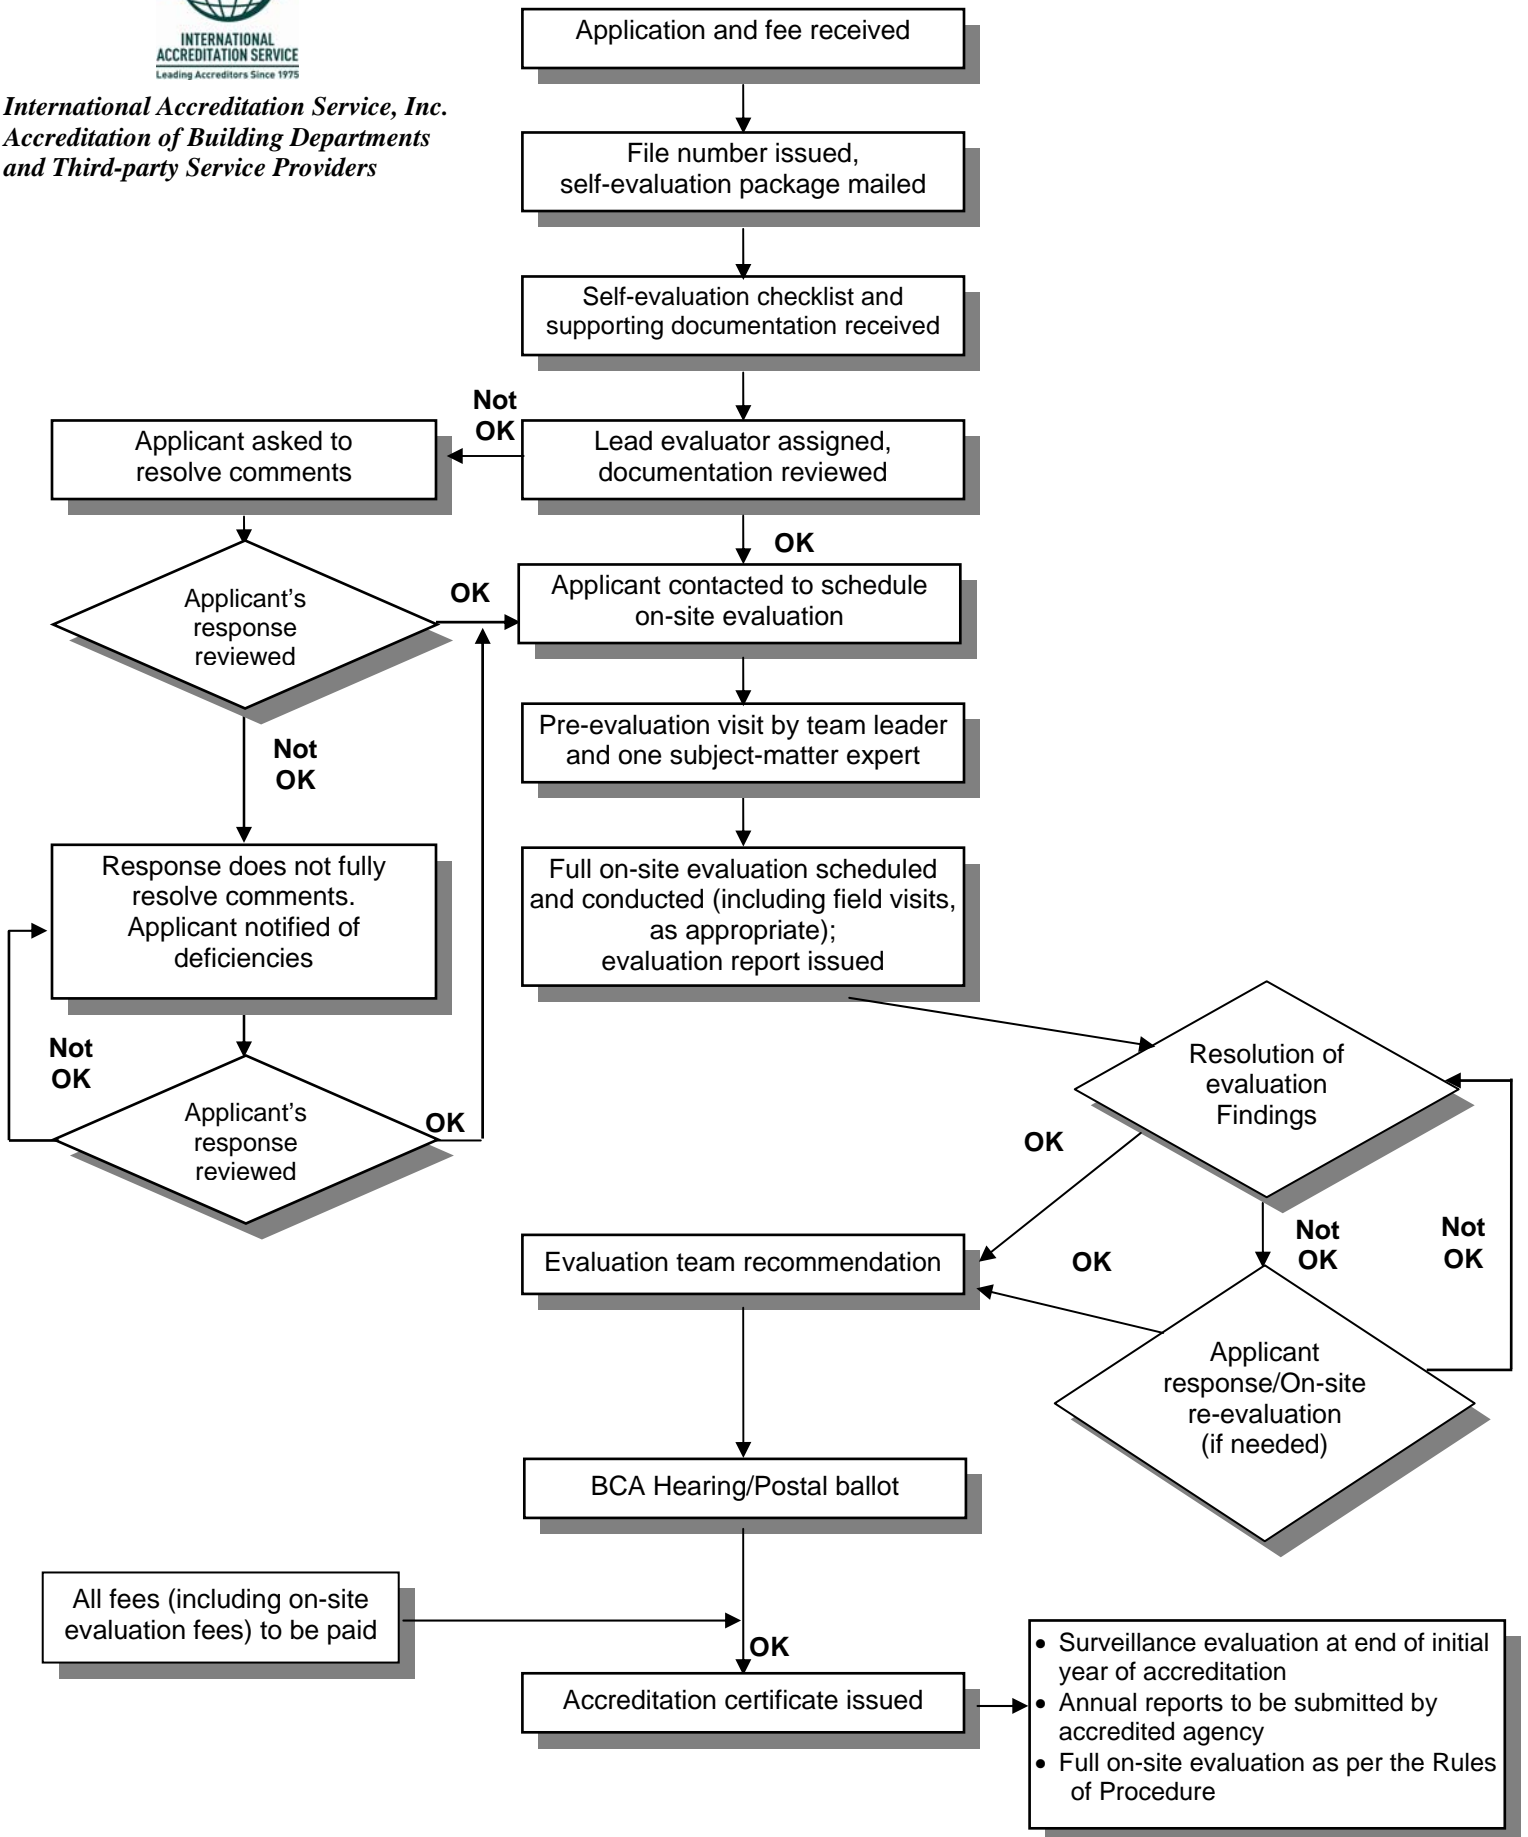 INTERNATIONAL
ACCREDITATION SERVICE
Leading Accreditors Since 1975
International Accreditation Service, Inc.
Accreditation of Building Departments
and Third-party Service Providers
Application and fee received
File number issued,
self-evaluation package mailed
Self-evaluation checklist and
supporting documentation received
Not
OK
Lead evaluator assigned,
documentation reviewed
Applicant asked to
resolve comments
OK
Applicant's
response
reviewed
OK
Applicant contacted to schedule
on-site evaluation
Not
OK
Pre-evaluation visit by team leader
and one subject-matter expert
Response does not fully
resolve comments.
Applicant notified of
deficiencies
Full on-site evaluation scheduled
and conducted (including field visits,
as appropriate);
evaluation report issued
Not
OK
Applicant's
response
reviewed
OK
Resolution of
evaluation
Findings
OK
Not
OK
Not
OK
OK
Evaluation team recommendation
Applicant
response/On-site
re-evaluation
(if needed)
BCA Hearing/Postal ballot
All fees (including on-site
evaluation fees) to be paid
OK
Accreditation certificate issued
• Surveillance evaluation at end of initial
year of accreditation
• Annual reports to be submitted by
accredited agency
• Full on-site evaluation as per the Rules
of Procedure